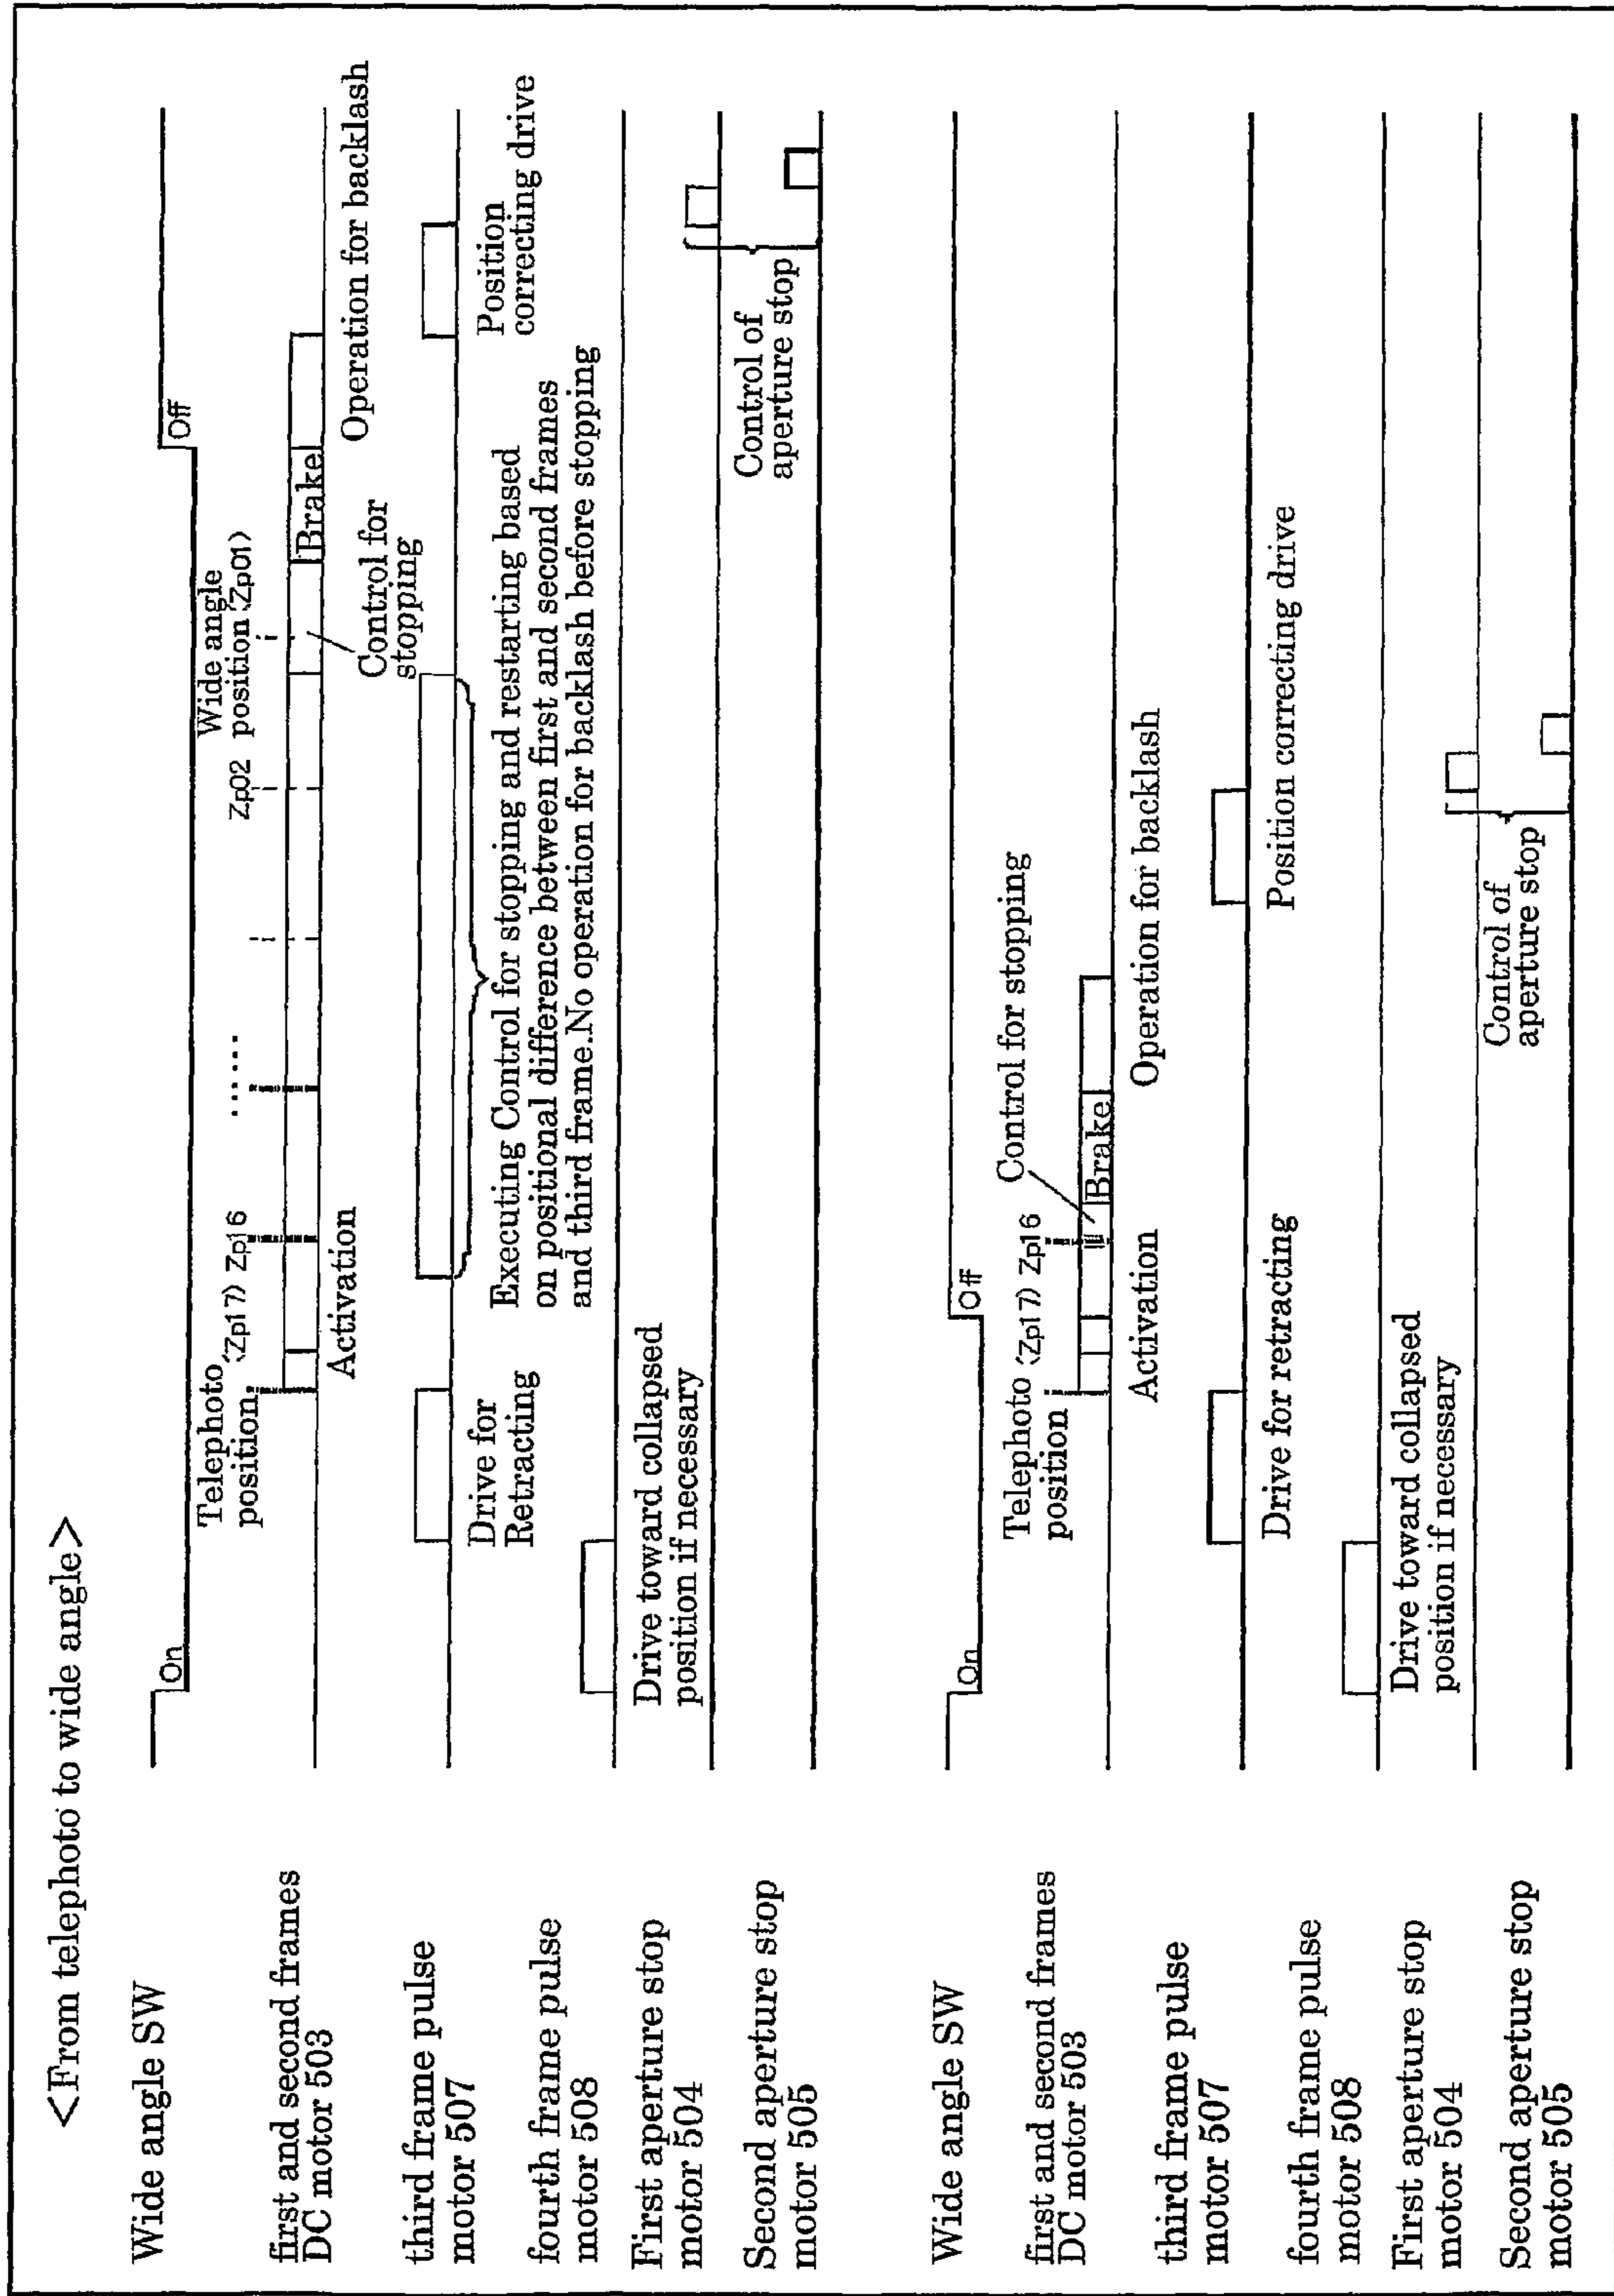 <From telephoto to wide angle>
Wide angle SW
On
Off
first and second frames
DC motor 503
Telephoto
position
(Zp17)
Zp16
......
Zp02
Wide angle
position (Zp01)
Activation
Control for
stopping
Brake
Operation for backlash
third frame pulse
motor 507
Drive for
Retracting
Executing Control for stopping and restarting based
on positional difference between first and second frames
and third frame.No operation for backlash before stopping
Position
correcting drive
fourth frame pulse
motor 508
Drive toward collapsed
position if necessary
First aperture stop
motor 504
Second aperture stop
motor 505
Control of
aperture stop
Wide angle SW
On
Off
first and second frames
DC motor 503
Telephoto (Zp17) Zp16
position
Control for stopping
Activation
Brake
Operation for backlash
third frame pulse
motor 507
Drive for retracting
Position correcting drive
fourth frame pulse
motor 508
Drive toward collapsed
position if necessary
First aperture stop
motor 504
Second aperture stop
motor 505
Control of
aperture stop